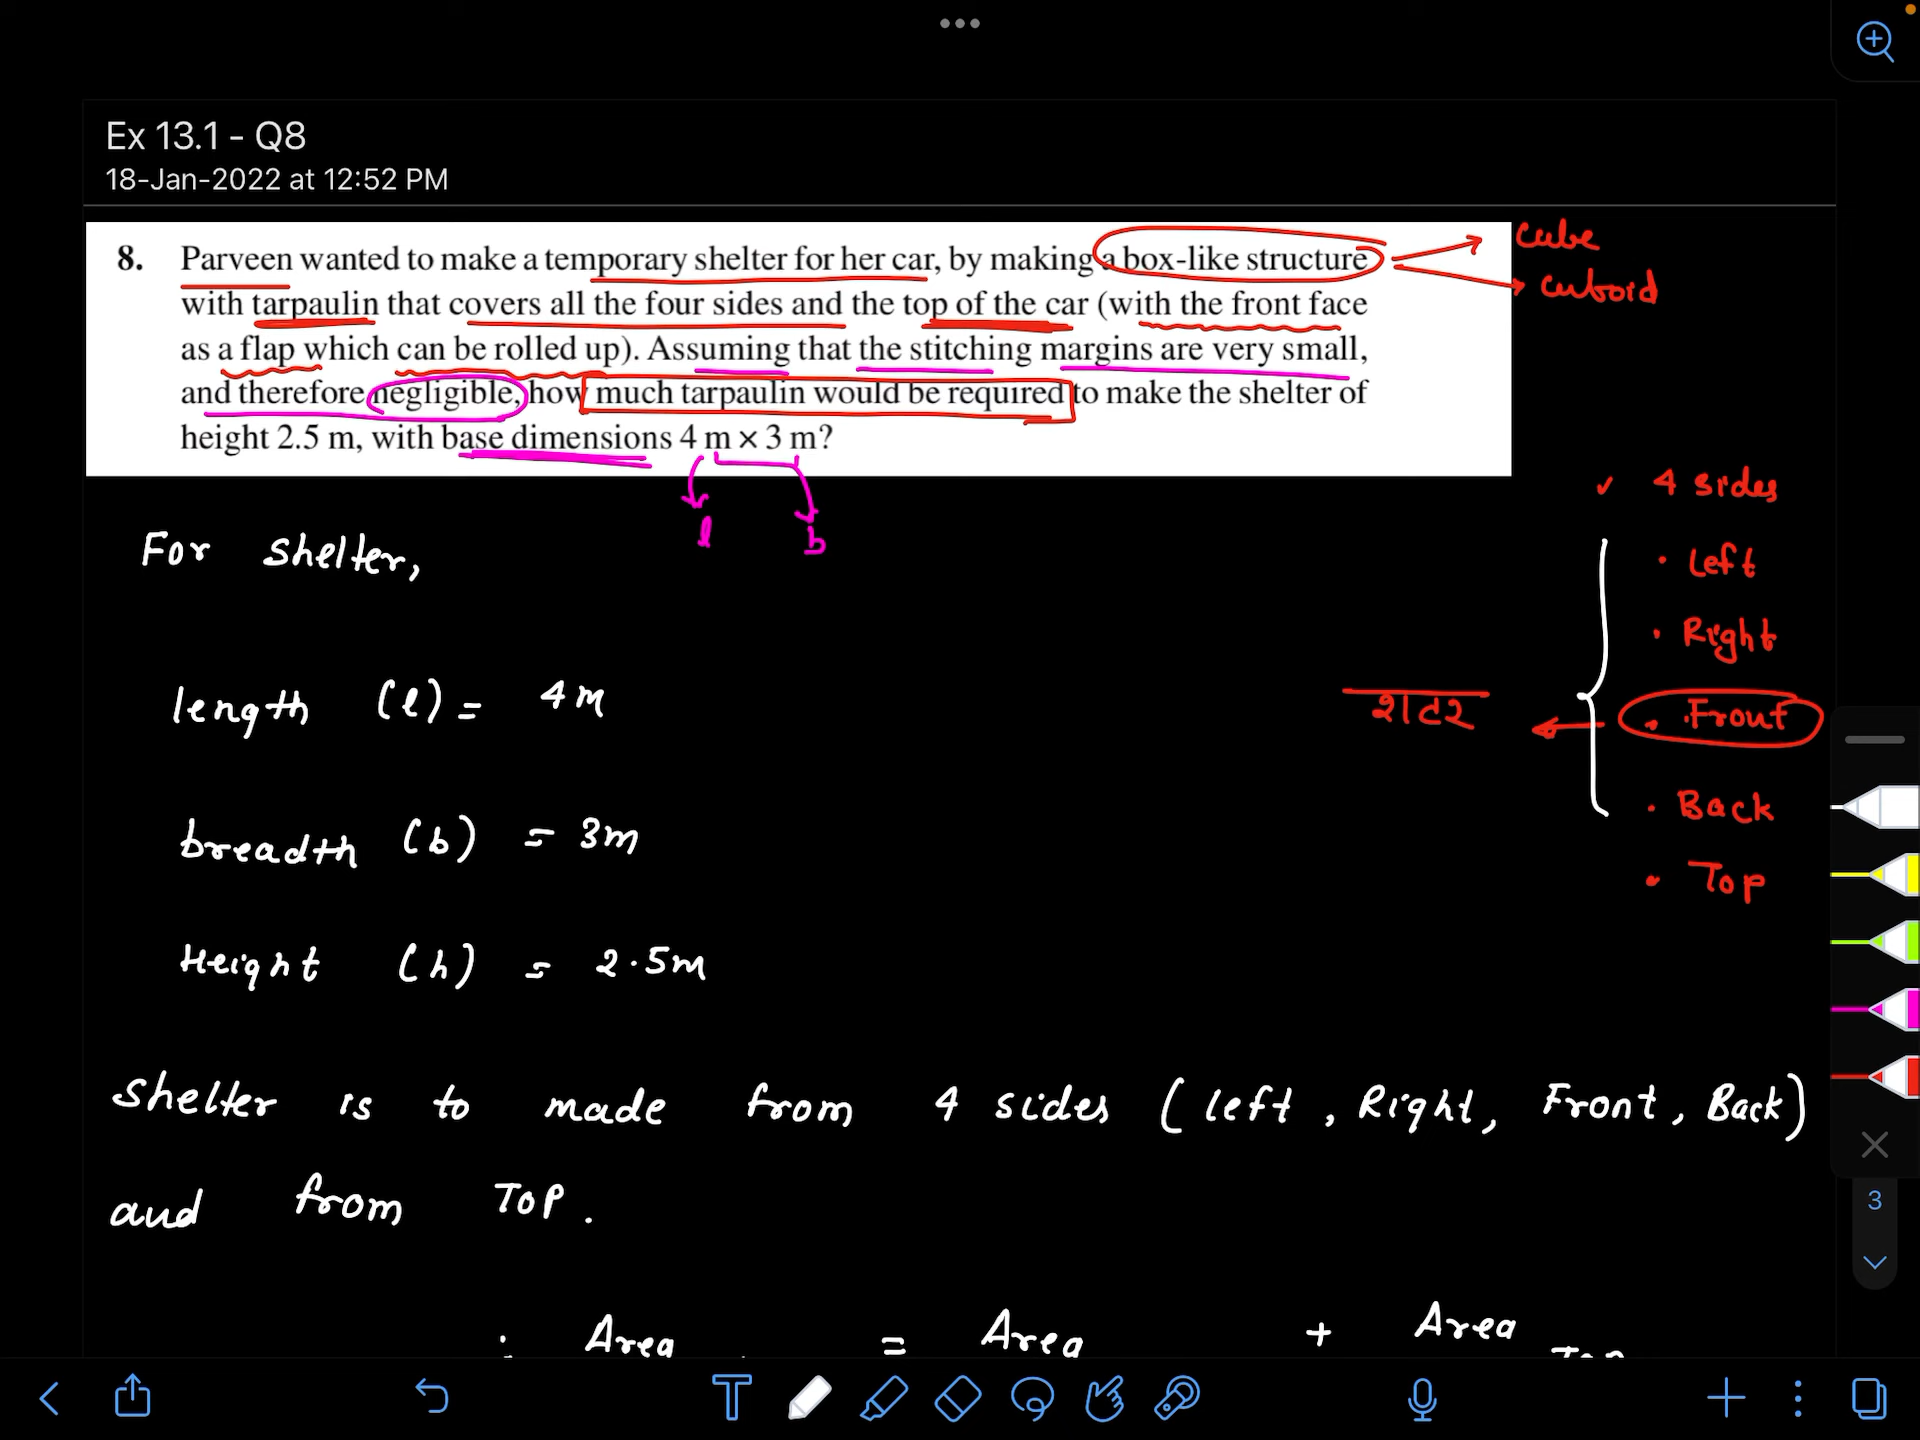 Ex 13.1 - Q8
18-Jan-2022 at 12:52 PM
8. Parveen wanted to make a temporary shelter for her car, by making a box-like structure
with tarpaulin that covers all the four sides and the top of the car (with the front face
as a flap which can be rolled up). Assuming that the stitching margins are very small,
and therefore negligible, how much tarpaulin would be required to make the shelter of
height 2.5 m, with base dimensions 4 m × 3 m?
cube
cuboid
l b
✓ 4 sides
• Left
• Right
• Front
शटर
• Back
• Top
For shelter,
length (l) = 4m
breadth (b) = 3m
Height (h) = 2.5m
Shelter is to made from 4 sides (left, Right, Front, Back)
and from TOP.
: Area = Area + Area
3